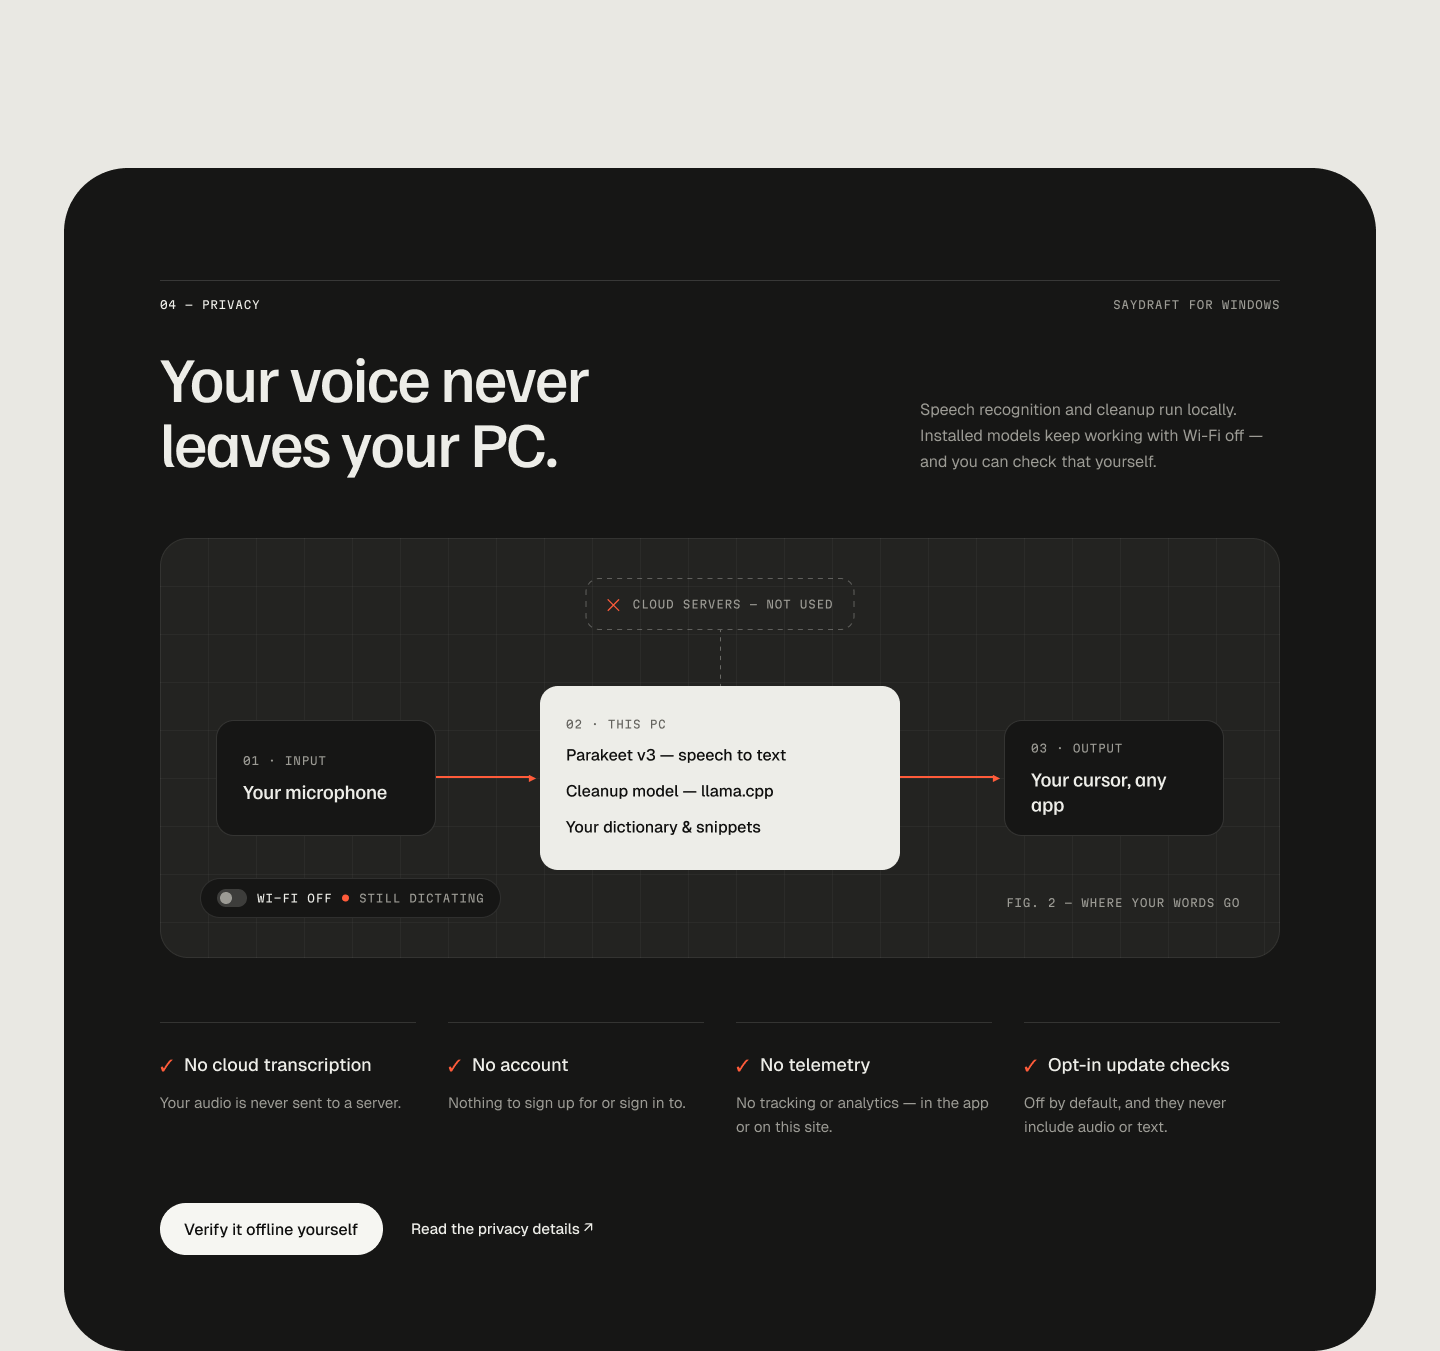 04 — PRIVACY
SAYDRAFT FOR WINDOWS
Your voice never
leaves your PC.
Speech recognition and cleanup run locally.
Installed models keep working with Wi-Fi off —
and you can check that yourself.
CLOUD SERVERS — NOT USED
01 · INPUT
Your microphone
02 · THIS PC
Parakeet v3 — speech to text
Cleanup model — llama.cpp
Your dictionary & snippets
03 · OUTPUT
Your cursor, any
app
WI-FI OFF
STILL DICTATING
FIG. 2 — WHERE YOUR WORDS GO
✓ No cloud transcription
Your audio is never sent to a server.
✓ No account
Nothing to sign up for or sign in to.
✓ No telemetry
No tracking or analytics — in the app
or on this site.
✓ Opt-in update checks
Off by default, and they never
include audio or text.
Verify it offline yourself
Read the privacy details ↗